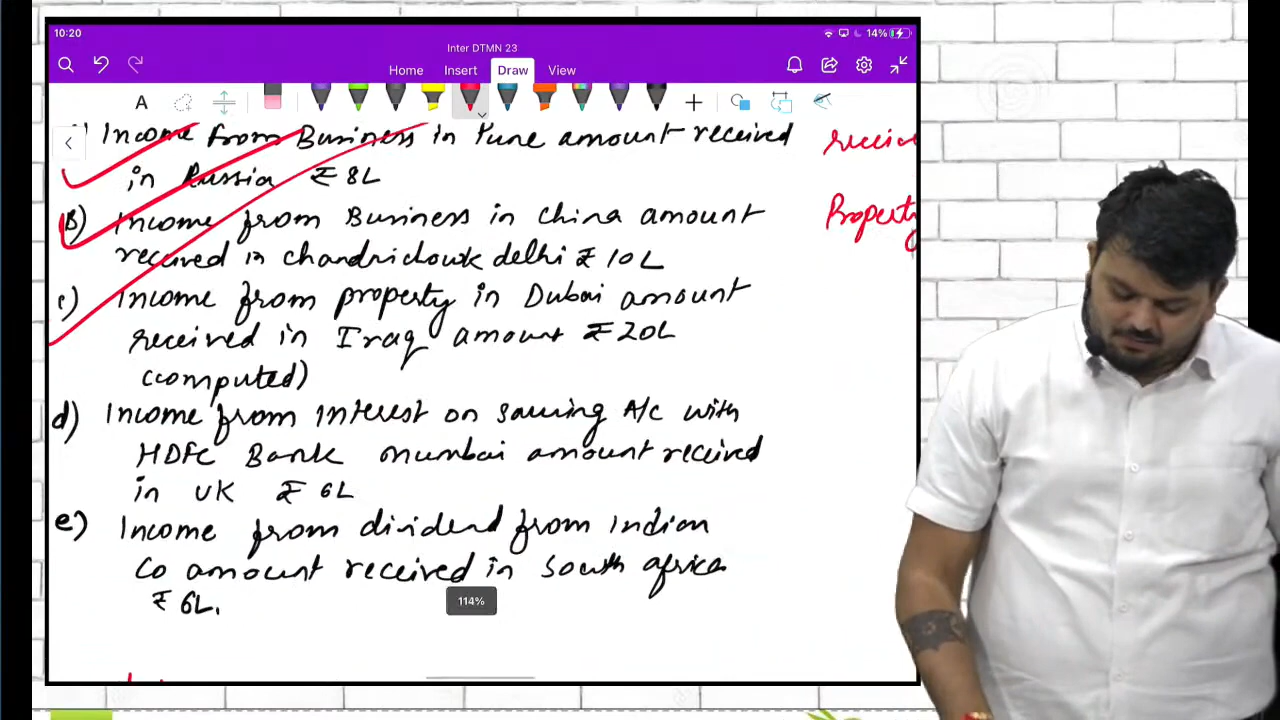 10:20
14%
Inter DTMN 23
Home Insert Draw View
) Income from Business in Pune amount received
in Russia ₹ 8L
B) Income from Business in China amount
received in chandnichowk delhi ₹ 10L
c) Income from property in Dubai amount
received in Iraq amount ₹ 20L
(computed)
d) Income from Interest on saving A/c with
HDFC Bank mumbai amount received
in UK ₹ 6L
e) Income from dividend from Indian
Co amount received in South africa
₹ 6L.
receiv
Property
114%